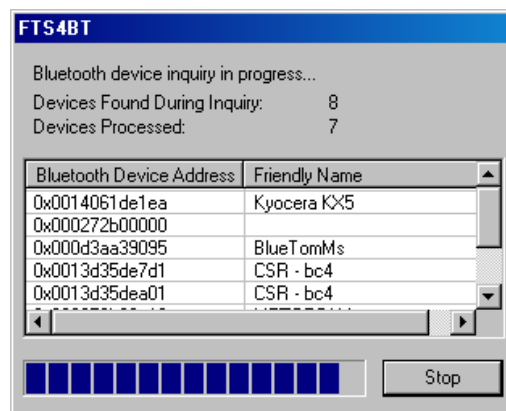 FTS4BT
Bluetooth device inquiry in progress...
Devices Found During Inquiry: 8
Devices Processed: 7
Bluetooth Device Address Friendly Name
0x0014061de1ea Kyocera KX5
0x000272b00000
0x000d3aa39095 BlueTomMs
0x0013d35de7d1 CSR - bc4
0x0013d35dea01 CSR - bc4
Stop